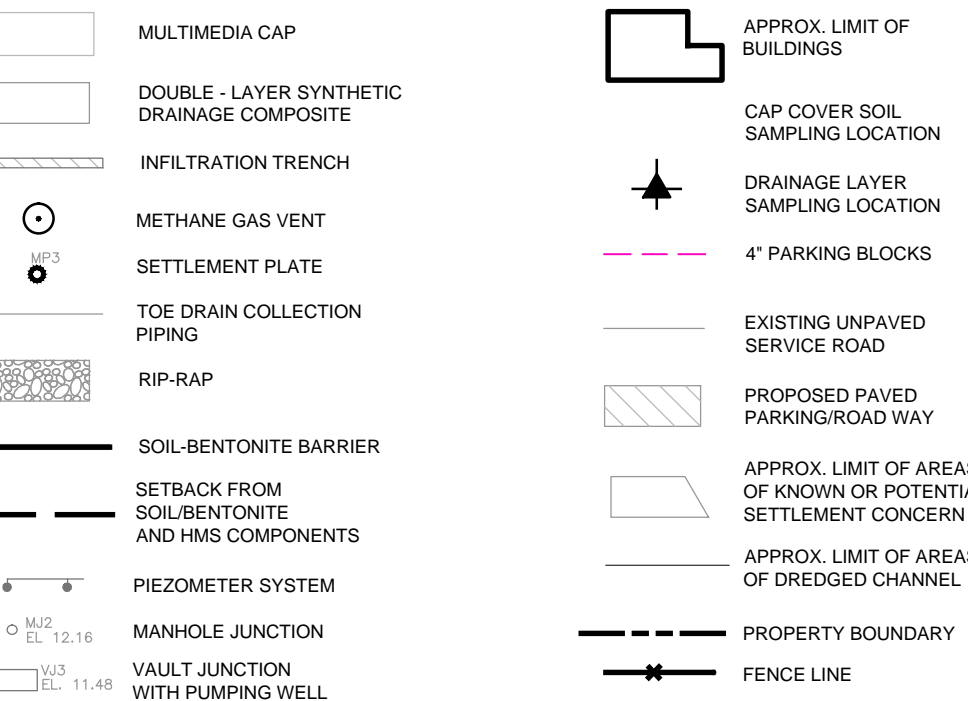 MULTIMEDIA CAP
DOUBLE - LAYER SYNTHETIC
DRAINAGE COMPOSITE
INFILTRATION TRENCH
METHANE GAS VENT
MP3
SETTLEMENT PLATE
TOE DRAIN COLLECTION
PIPING
RIP-RAP
SOIL-BENTONITE BARRIER
SETBACK FROM
SOIL/BENTONITE
AND HMS COMPONENTS
PIEZOMETER SYSTEM
MJ2
EL 12.16
MANHOLE JUNCTION
VJ3
EL. 11.48
VAULT JUNCTION
WITH PUMPING WELL
APPROX. LIMIT OF
BUILDINGS
CAP COVER SOIL
SAMPLING LOCATION
DRAINAGE LAYER
SAMPLING LOCATION
4" PARKING BLOCKS
EXISTING UNPAVED
SERVICE ROAD
PROPOSED PAVED
PARKING/ROAD WAY
APPROX. LIMIT OF AREAS
OF KNOWN OR POTENTIA
SETTLEMENT CONCERN
APPROX. LIMIT OF AREAS
OF DREDGED CHANNEL
PROPERTY BOUNDARY
FENCE LINE